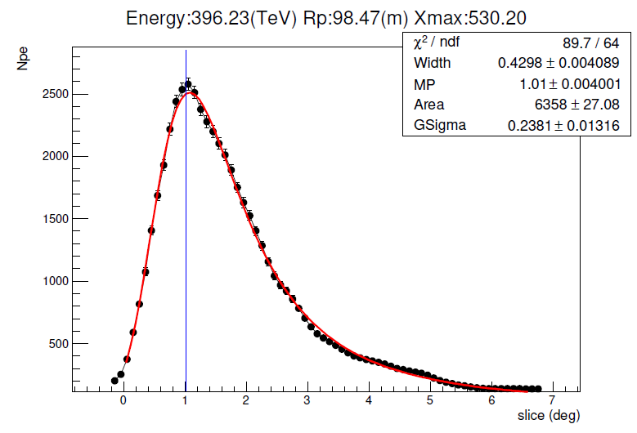 Energy:396.23(TeV) Rp:98.47(m) Xmax:530.20
χ² / ndf 89.7 / 64
Width 0.4298 ± 0.004089
MP 1.01 ± 0.004001
Area 6358 ± 27.08
GSigma 0.2381 ± 0.01316
Npe
2500
2000
1500
1000
500
0 1 2 3 4 5 6 7
slice (deg)